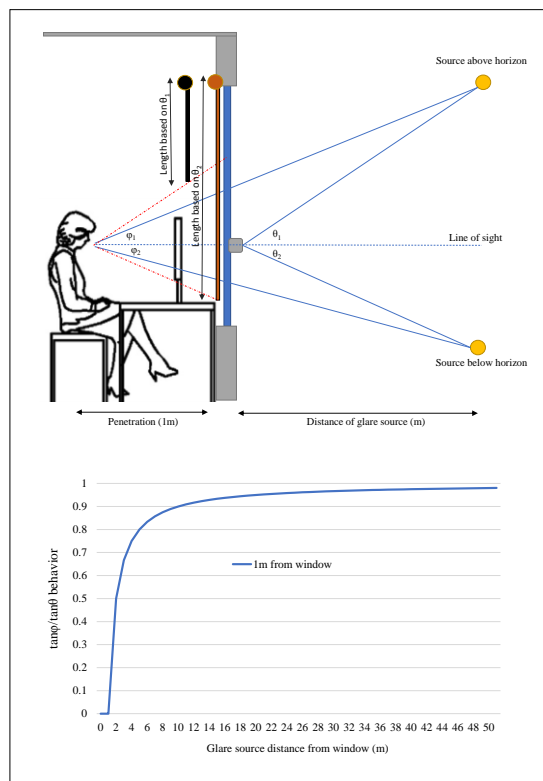 Source above horizon
Length based on θ1
Length based on θ2
φ1
φ2
θ1
θ2
Line of sight
Source below horizon
Penetration (1m)
Distance of glare source (m)
1
0.9
0.8
0.7
0.6
0.5
0.4
0.3
0.2
0.1
0
tanφ/tanθ behavior
1m from window
0 2 4 6 8 10 12 14 16 18 20 22 24 26 28 30 32 34 36 38 40 42 44 46 48 50
Glare source distance from window (m)